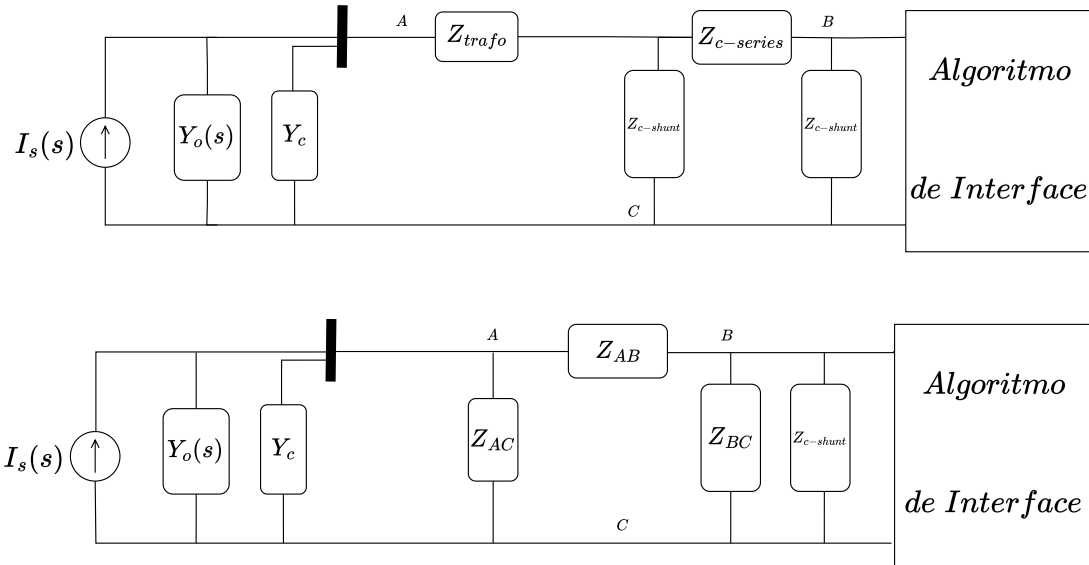 A
B
Z_{trafo}
Z_{c-series}
Algoritmo
I_s(s)
Y_o(s)
Y_c
Z_{c-shunt}
Z_{c-shunt}
de Interface
C
A
B
Z_{AB}
Algoritmo
I_s(s)
Y_o(s)
Y_c
Z_{AC}
Z_{BC}
Z_{c-shunt}
de Interface
C